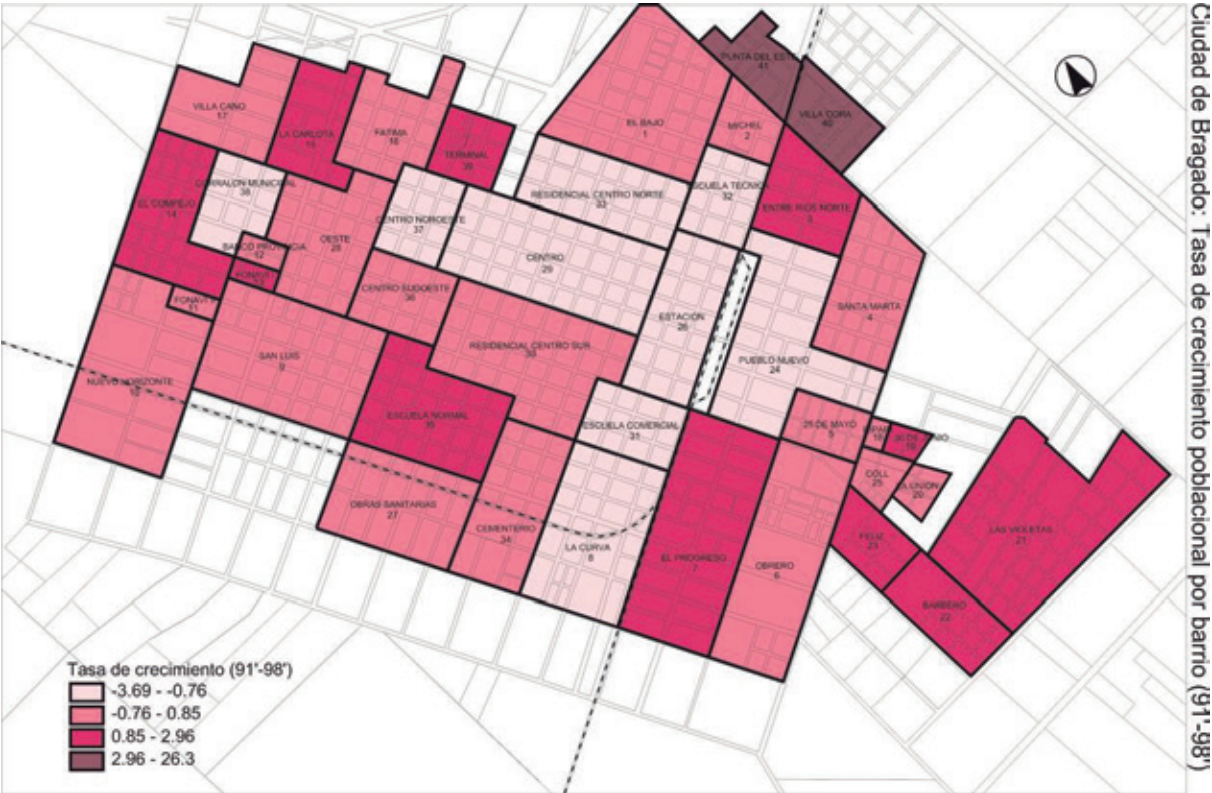 Ciudad de Bragado: Tasa de crecimiento poblacional por barrio (91'-98')
PUNTA DEL ESTE
41
VILLA CORA
40
VILLA CANO
17
LA CARLOTA
15
FATIMA
16
TERMINAL
39
EL BAJO
1
MICHEL
2
CORRALON MUNICIPAL
38
RESIDENCIAL CENTRO NORTE
33
ESCUELA TECNICA
32
ENTRE RIOS NORTE
3
14
CENTRO NOROESTE
37
OESTE
28
BANCO PROVINCIA
12
CENTRO
29
CENTRO SUDOESTE
36
ESTACION
26
SANTA MARTA
4
11
SAN LUIS
9
RESIDENCIAL CENTRO SUR
PUEBLO NUEVO
24
NUEVO HORIZONTE
10
ESCUELA NORMAL
ESCUELA COMERCIAL
31
25 DE MAYO
5
18
19
COLL
25
LA UNION
20
OBRAS SANITARIAS
27
CEMENTERIO
34
LA CURVA
8
EL PROGRESO
7
OBRERO
6
FELIZ
23
LAS VIOLETAS
21
BARBERO
22
Tasa de crecimiento (91'-98')
-3.69 - -0.76
-0.76 - 0.85
0.85 - 2.96
2.96 - 26.3